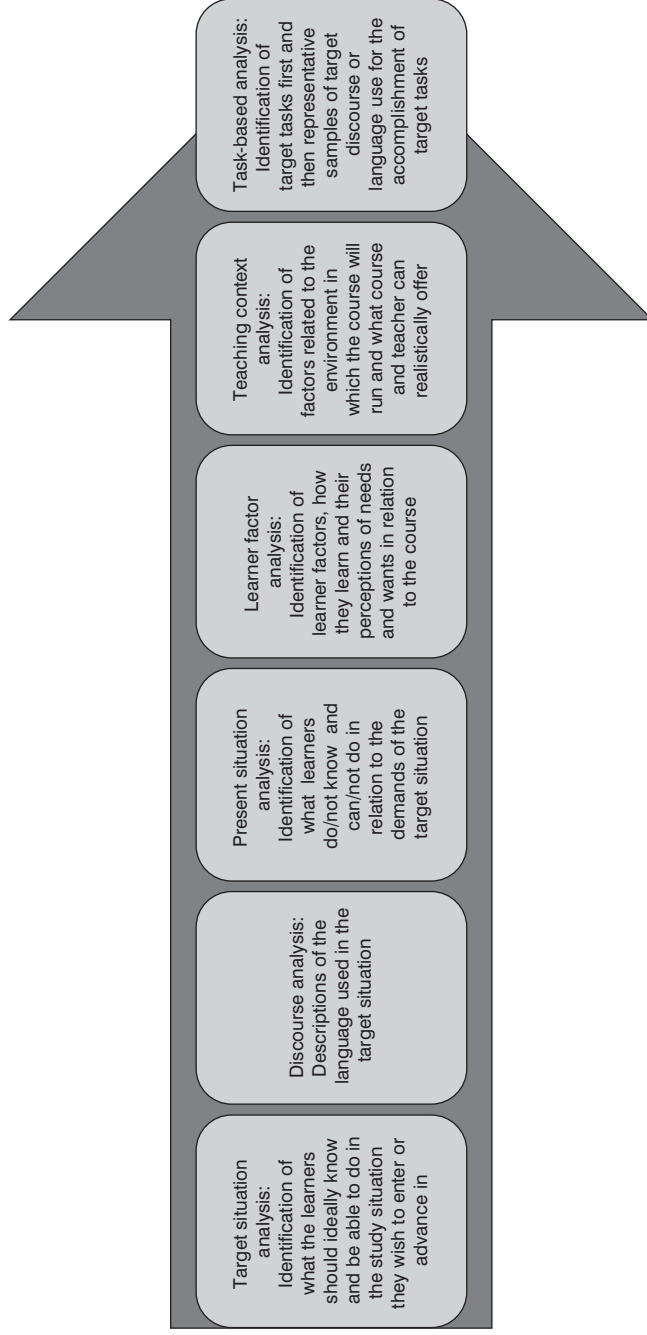 Target situation
analysis:
Identification of
what the learners
should ideally know
and be able to do in
the study situation
they wish to enter or
advance in
Discourse analysis:
Descriptions of the
language used in the
target situation
Present situation
analysis:
Identification of
what learners
do/not know and
can/not do in
relation to the
demands of the
target situation
Learner factor
analysis:
Identification of
learner factors, how
they learn and their
perceptions of needs
and wants in relation
to the course
Teaching context
analysis:
Identification of
factors related to the
environment in
which the course will
run and what course
and teacher can
realistically offer
Task-based analysis:
Identification of
target tasks first and
then representative
samples of target
discourse or
language use for the
accomplishment of
target tasks